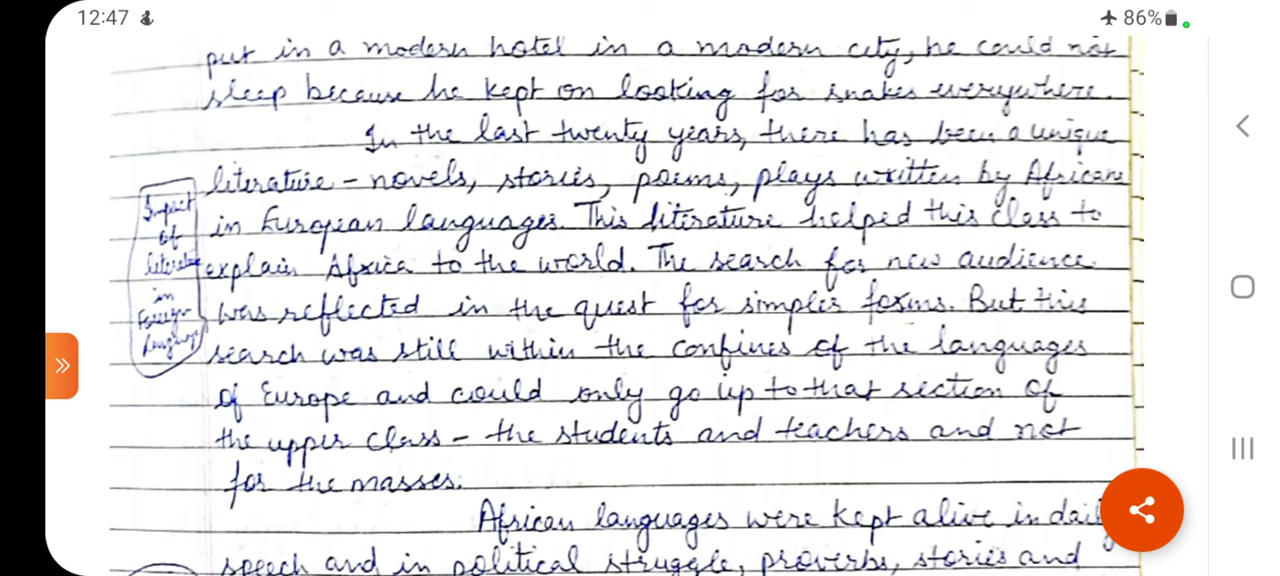 12:47
86%
put in a modern hotel in a modern city, he could not
sleep because he kept on looking for snakes everywhere.
In the last twenty years, there has been a unique
literature - novels, stories, poems, plays written by Africans
in European languages. This literature helped this class to
explain Africa to the world. The search for new audience
was reflected in the quest for simpler forms. But this
search was still within the confines of the languages
of Europe and could only go up to that section of
the upper class - the students and teachers and not
for the masses.
Impact
of
literature
in
Foreign
Language
African languages were kept alive in daily
speech and in political struggle, proverbs, stories and